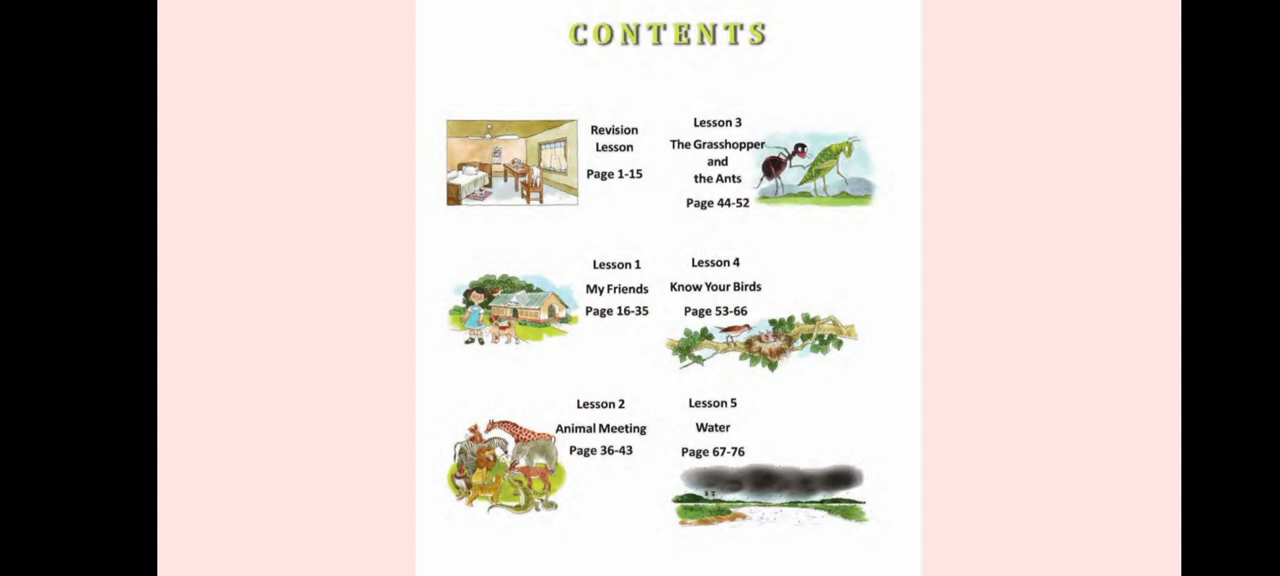 CONTENTS
Revision
Lesson
Page 1-15
Lesson 1
My Friends
Page 16-35
Lesson 2
Animal Meeting
Page 36-43
Lesson 3
The Grasshopper
and
the Ants
Page 44-52
Lesson 4
Know Your Birds
Page 53-66
Lesson 5
Water
Page 67-76